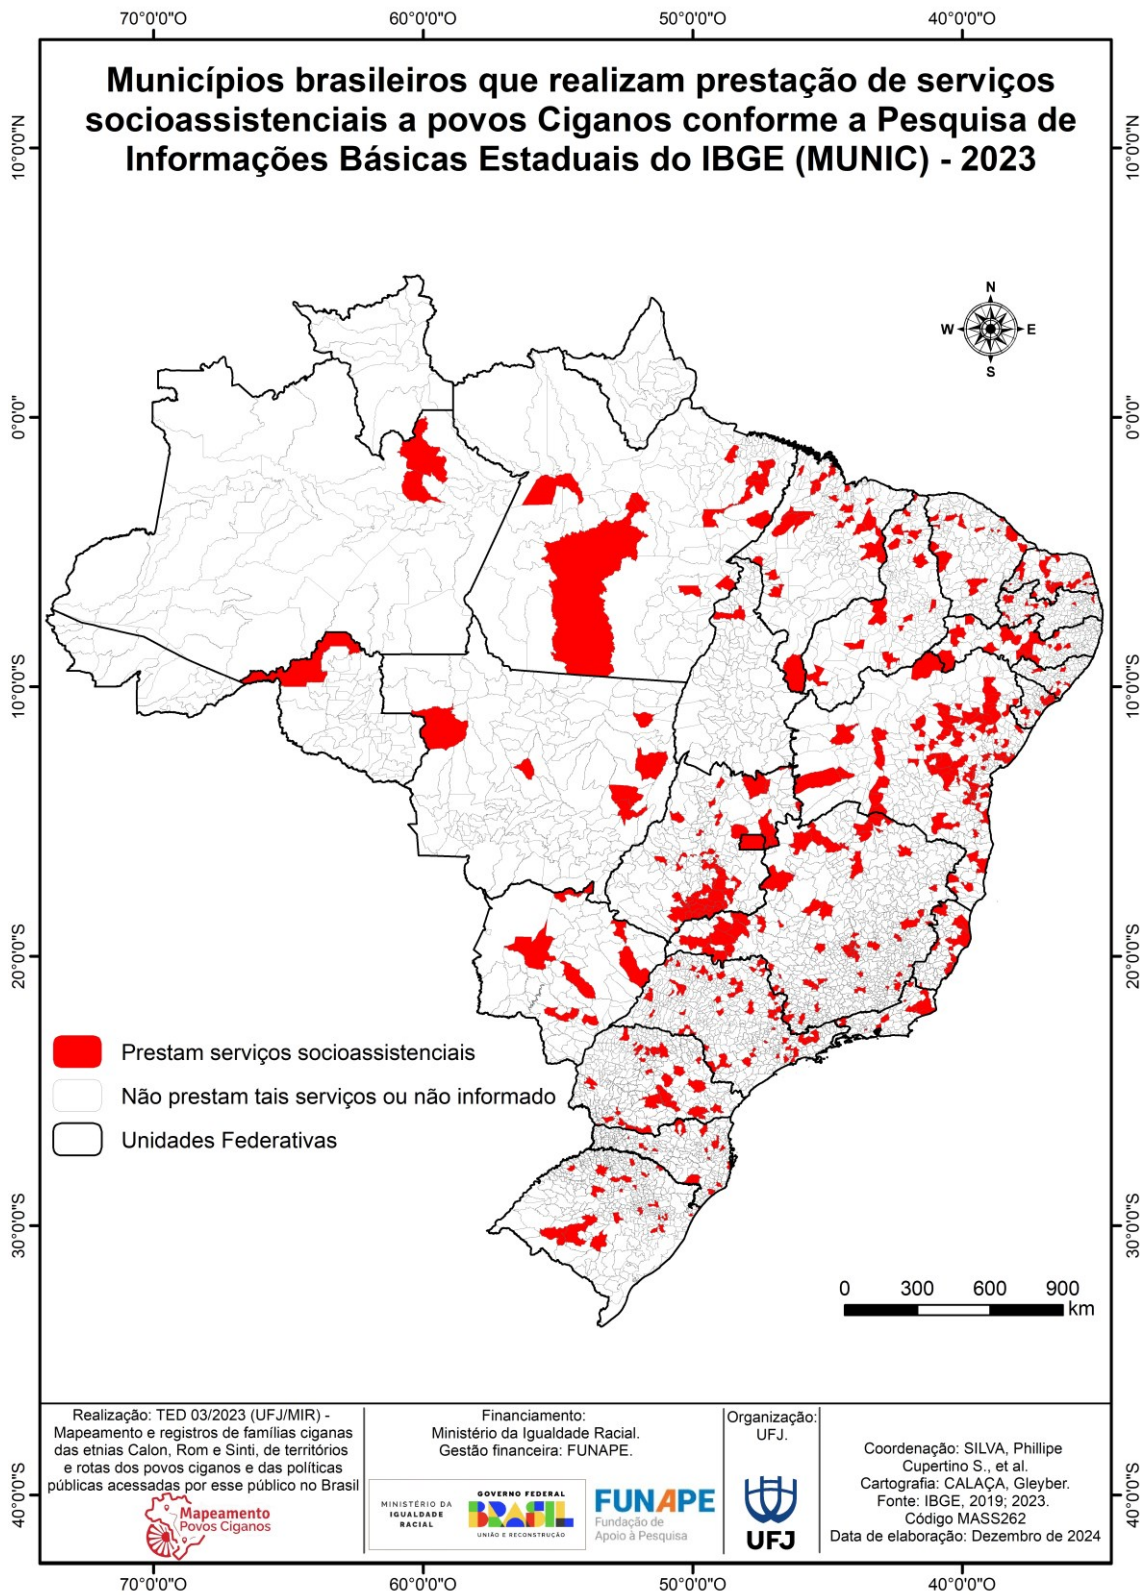 70°0'0"O 60°0'0"O 50°0'0"O 40°0'0"O
Municípios brasileiros que realizam prestação de serviços
socioassistenciais a povos Ciganos conforme a Pesquisa de
Informações Básicas Estaduais do IBGE (MUNIC) - 2023
10°0'0"N 10°0'0"N
N
W E
S
0°0'0" 0°0'0"
10°0'0"S 10°0'0"S
20°0'0"S 20°0'0"S
Prestam serviços socioassistenciais
Não prestam tais serviços ou não informado
Unidades Federativas
30°0'0"S 30°0'0"S
0 300 600 900
km
Realização: TED 03/2023 (UFJ/MIR) -
Mapeamento e registros de famílias ciganas
das etnias Calon, Rom e Sinti, de territórios
e rotas dos povos ciganos e das políticas
públicas acessadas por esse público no Brasil
Mapeamento
Povos Ciganos
Financiamento:
Ministério da Igualdade Racial.
Gestão financeira: FUNAPE.
MINISTÉRIO DA
IGUALDADE
RACIAL
GOVERNO FEDERAL
BRASIL
UNIÃO E RECONSTRUÇÃO
FUNAPE
Fundação de
Apoio à Pesquisa
Organização:
UFJ.
UFJ
Coordenação: SILVA, Phillipe
Cupertino S., et al.
Cartografia: CALAÇA, Gleyber.
Fonte: IBGE, 2019; 2023.
Código MASS262
Data de elaboração: Dezembro de 2024
40°0'0"S 40°0'0"S
70°0'0"O 60°0'0"O 50°0'0"O 40°0'0"O